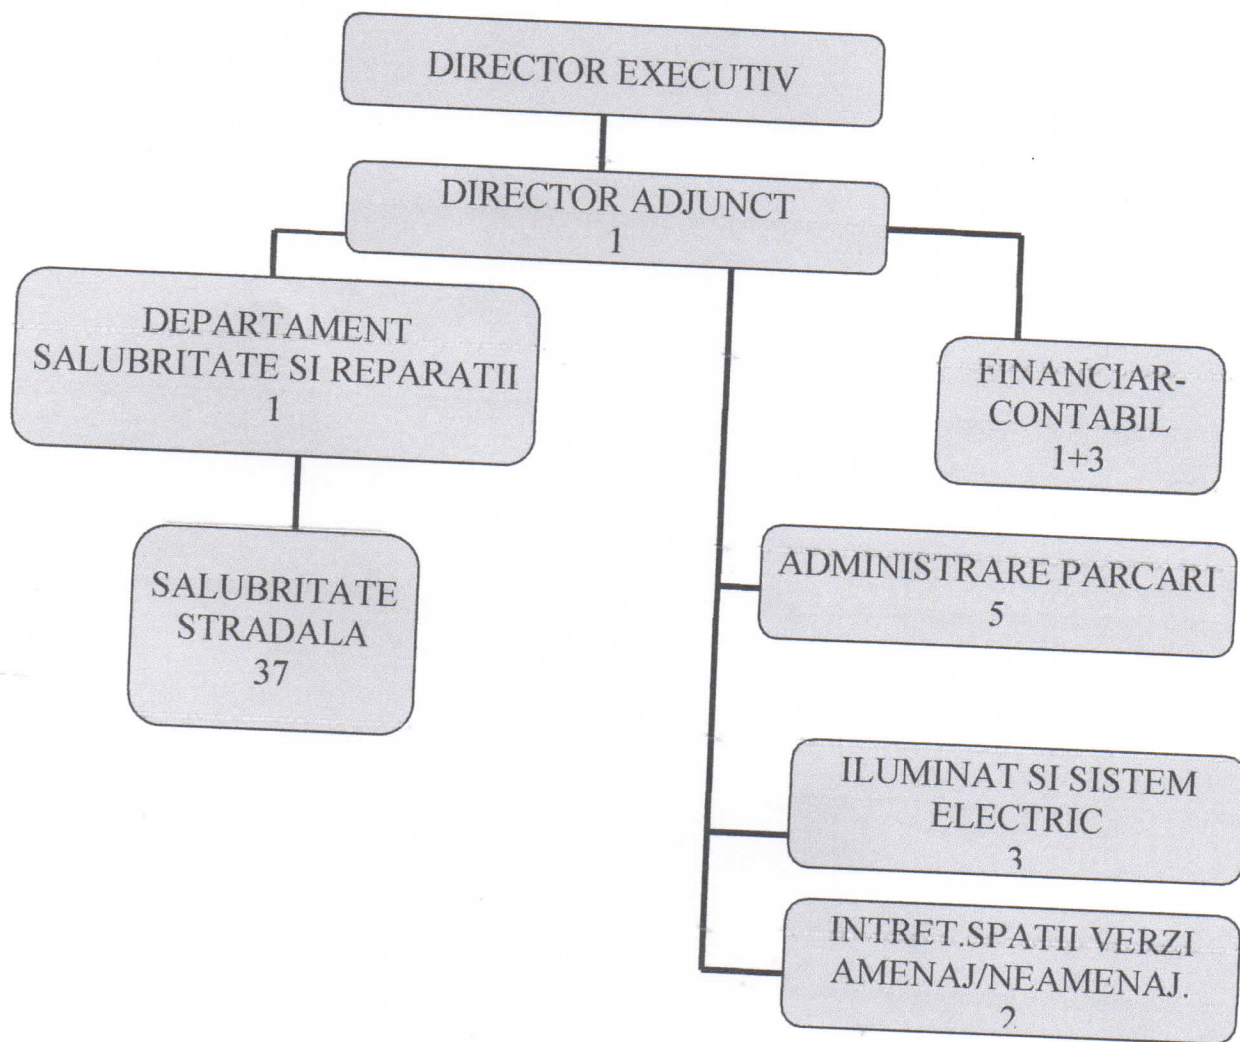 DIRECTOR EXECUTIV
DIRECTOR ADJUNCT
1
DEPARTAMENT
SALUBRITATE SI REPARATII
1
FINANCIAR-
CONTABIL
1+3
SALUBRITATE
STRADALA
37
ADMINISTRARE PARCARI
5
ILUMINAT SI SISTEM
ELECTRIC
3
INTRET.SPATII VERZI
AMENAJ/NEAMENAJ.
2